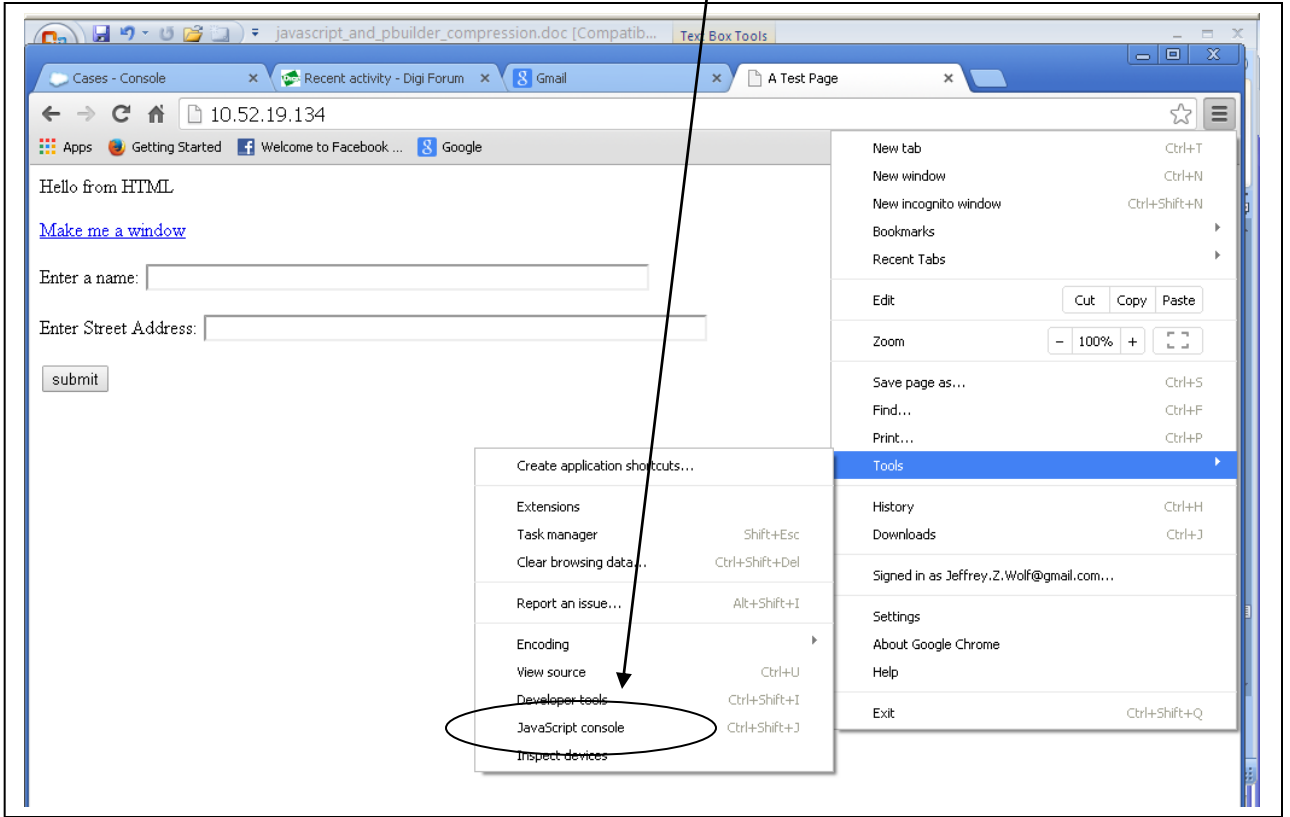 javascript_and_pbuilder_compression.doc [Compatib... Text Box Tools
Cases - Console Recent activity - Digi Forum Gmail A Test Page
10.52.19.134
Apps Getting Started Welcome to Facebook ... Google
Hello from HTML
Make me a window
Enter a name:
Enter Street Address:
submit
New tab Ctrl+T
New window Ctrl+N
New incognito window Ctrl+Shift+N
Bookmarks
Recent Tabs
Edit Cut Copy Paste
Zoom - 100% +
Save page as... Ctrl+S
Find... Ctrl+F
Print... Ctrl+P
Tools
History Ctrl+H
Downloads Ctrl+J
Signed in as Jeffrey.Z.Wolf@gmail.com...
Settings
About Google Chrome
Help
Exit Ctrl+Shift+Q
Create application shortcuts...
Extensions
Task manager Shift+Esc
Clear browsing data... Ctrl+Shift+Del
Report an issue... Alt+Shift+I
Encoding
View source Ctrl+U
Developer tools Ctrl+Shift+I
JavaScript console Ctrl+Shift+J
Inspect devices